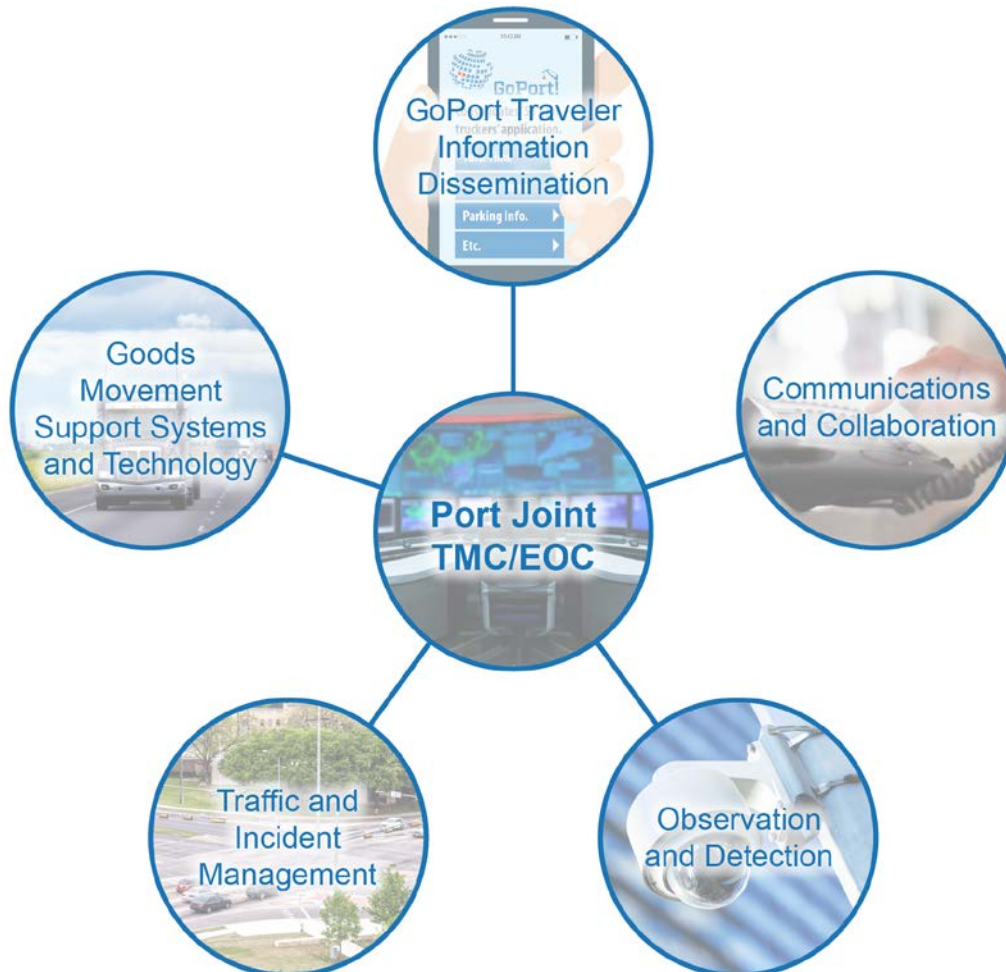 GoPort!
GoPort Traveler
truckers' application.
Information
Dissemination
Parking Info.
Etc.
Goods
Movement
Support Systems
and Technology
Communications
and Collaboration
Port Joint
TMC/EOC
Traffic and
Incident
Management
Observation
and Detection